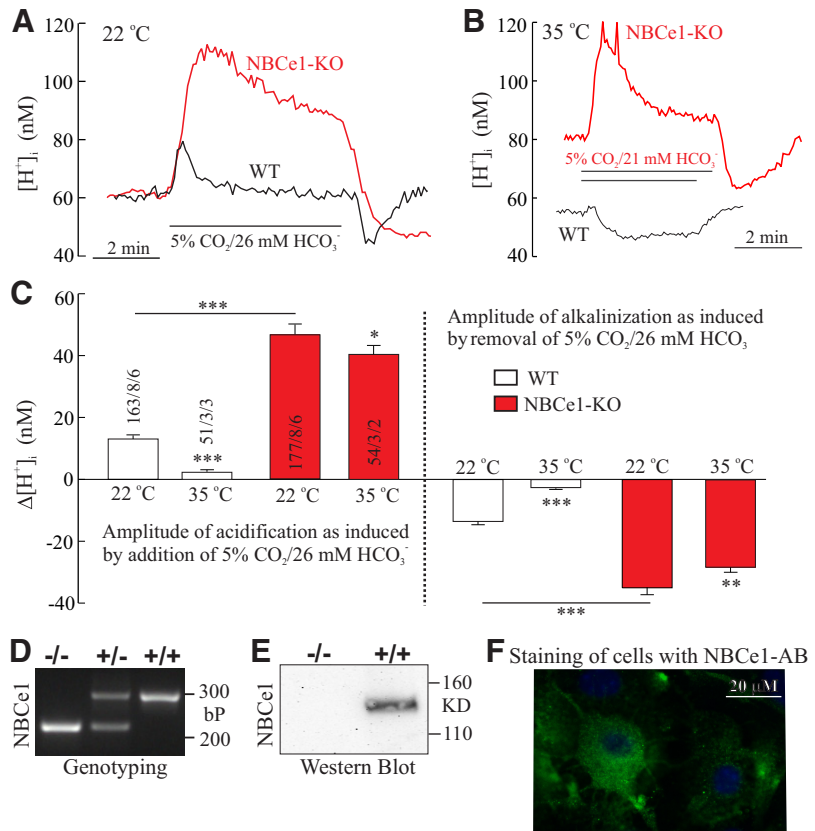 A
22 °C
120
100
80
60
40
[H⁺]ᵢ (nM)
NBCe1-KO
WT
5% CO₂/26 mM HCO₃⁻
2 min
B
35 °C
120
100
80
60
40
[H⁺]ᵢ (nM)
NBCe1-KO
5% CO₂/21 mM HCO₃⁻
WT
2 min
C
60
40
20
0
-20
-40
Δ[H⁺]ᵢ (nM)
***
163/8/6
51/3/3
***
177/8/6
*
54/3/2
22 °C
35 °C
22 °C
35 °C
Amplitude of acidification as induced
by addition of 5% CO₂/26 mM HCO₃⁻
Amplitude of alkalinization as induced
by removal of 5% CO₂/26 mM HCO₃
WT
NBCe1-KO
22 °C
35 °C
22 °C
35 °C
***
**
***
D
-/-
+/-
+/+
NBCe1
300
bP
200
Genotyping
E
-/-
+/+
NBCe1
160
KD
110
Western Blot
F
Staining of cells with NBCe1-AB
20 µM